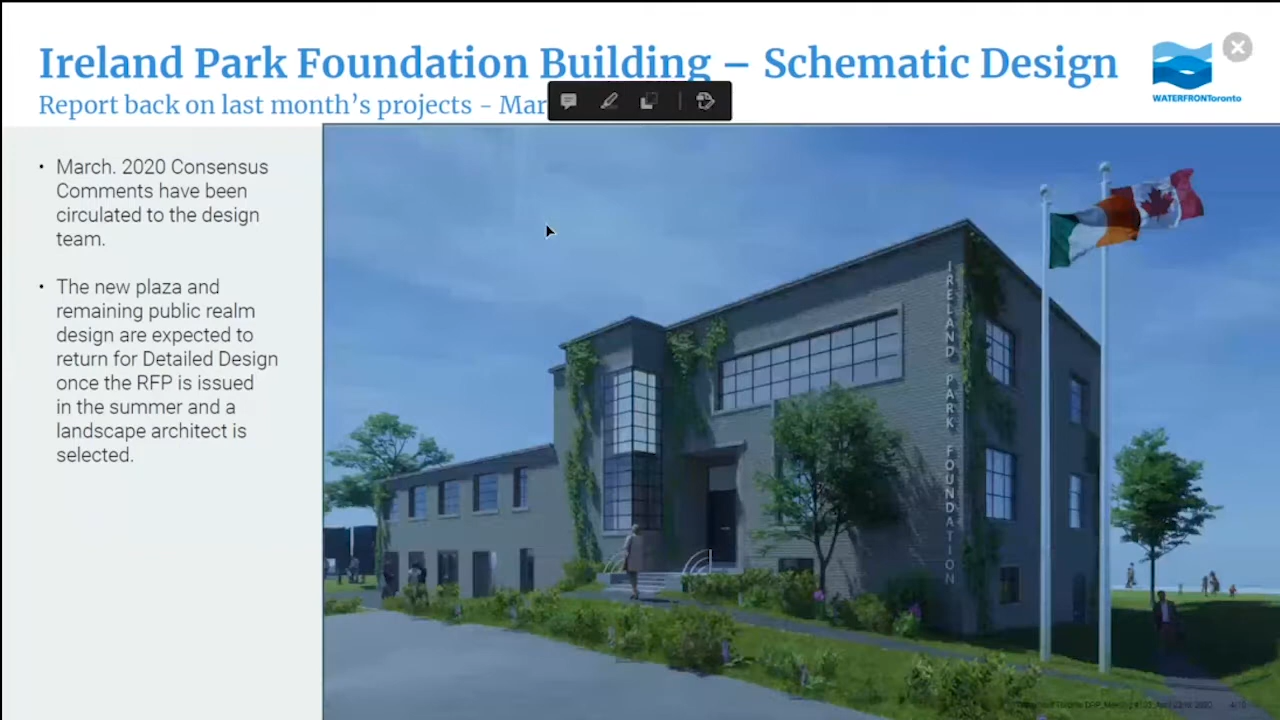 Ireland Park Foundation Building – Schematic Design
Report back on last month's projects - Mar
WATERFRONToronto
• March. 2020 Consensus
Comments have been
circulated to the design
team.
• The new plaza and
remaining public realm
design are expected to
return for Detailed Design
once the RFP is issued
in the summer and a
landscape architect is
selected.
IRELAND PARK FOUNDATION